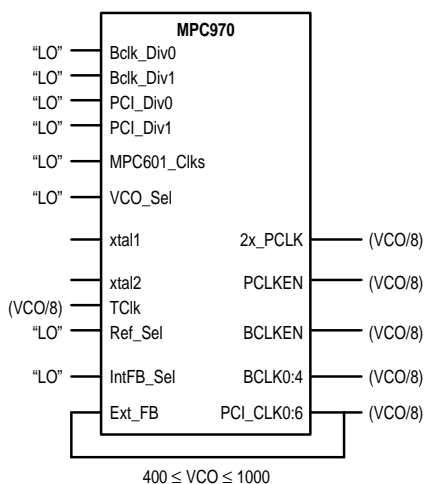 MPC970
“LO” Bclk_Div0
“LO” Bclk_Div1
“LO” PCI_Div0
“LO” PCI_Div1
“LO” MPC601_Clks
“LO” VCO_Sel
xtal1 2x_PCLK (VCO/8)
xtal2 PCLKEN (VCO/8)
(VCO/8) TClk
“LO” Ref_Sel BCLKEN (VCO/8)
“LO” IntFB_Sel BCLK0:4 (VCO/8)
Ext_FB PCI_CLK0:6 (VCO/8)
400 ≤ VCO ≤ 1000